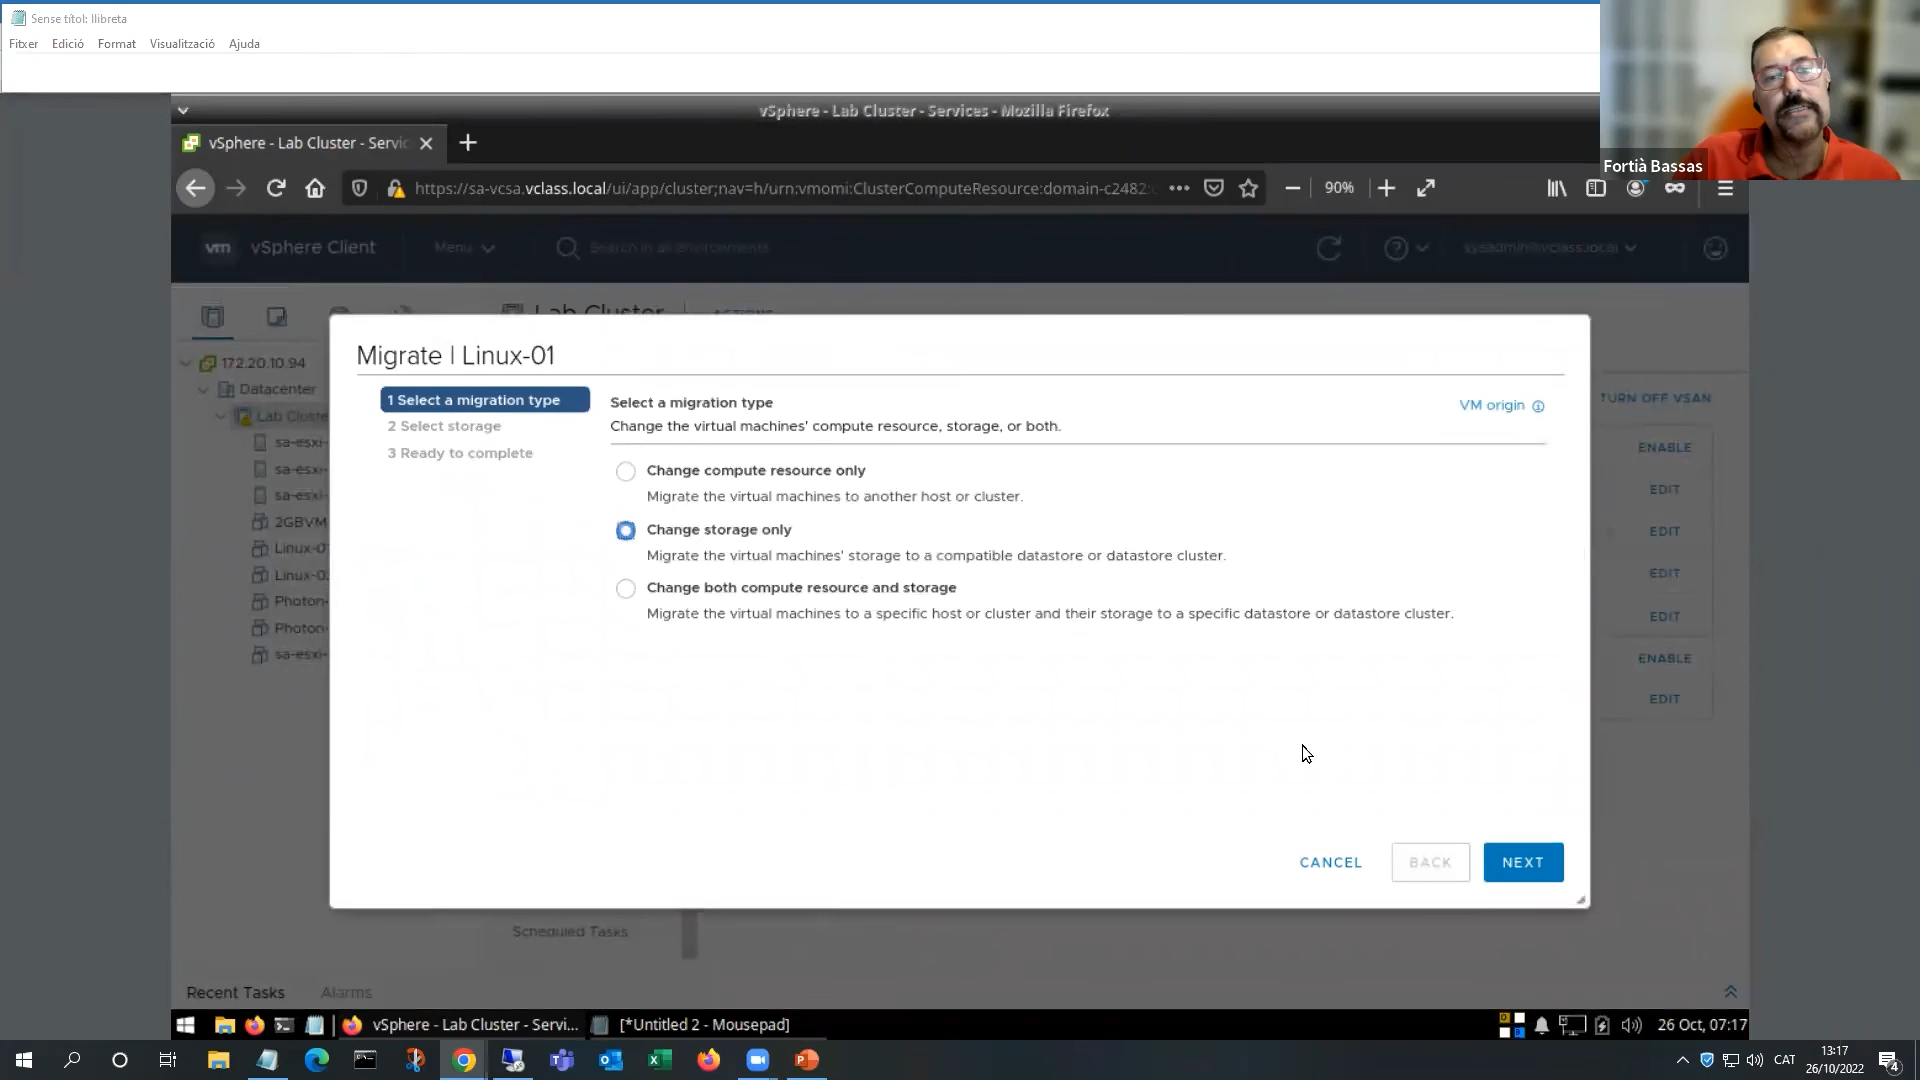 Sense títol: llibreta
Fitxer Edició Format Visualització Ajuda
Fortià Bassas
vSphere - Lab Cluster - Services - Mozilla Firefox
vSphere - Lab Cluster - Servic
https://sa-vcsa.vclass.local/ui/app/cluster;nav=h/urn:vmomi:ClusterComputeResource:domain-c2482:
90%
vm vSphere Client Menu Search in all environments sysadmin@vclass.local
Lab Cluster ACTIONS
172.20.10.94
Datacenter
Lab Cluste
sa-esxi-
sa-esxi-
sa-esxi-
2GBVM
Linux-0
Linux-0
Photon-
Photon-
sa-esxi-
Migrate | Linux-01
1 Select a migration type
2 Select storage
3 Ready to complete
Select a migration type
VM origin
Change the virtual machines' compute resource, storage, or both.
Change compute resource only
Migrate the virtual machines to another host or cluster.
Change storage only
Migrate the virtual machines' storage to a compatible datastore or datastore cluster.
Change both compute resource and storage
Migrate the virtual machines to a specific host or cluster and their storage to a specific datastore or datastore cluster.
CANCEL BACK NEXT
TURN OFF VSAN
ENABLE
EDIT
EDIT
EDIT
EDIT
ENABLE
EDIT
Scheduled Tasks
Recent Tasks Alarms
vSphere - Lab Cluster - Servi... [*Untitled 2 - Mousepad] 26 Oct, 07:17
CAT 13:17
26/10/2022
4